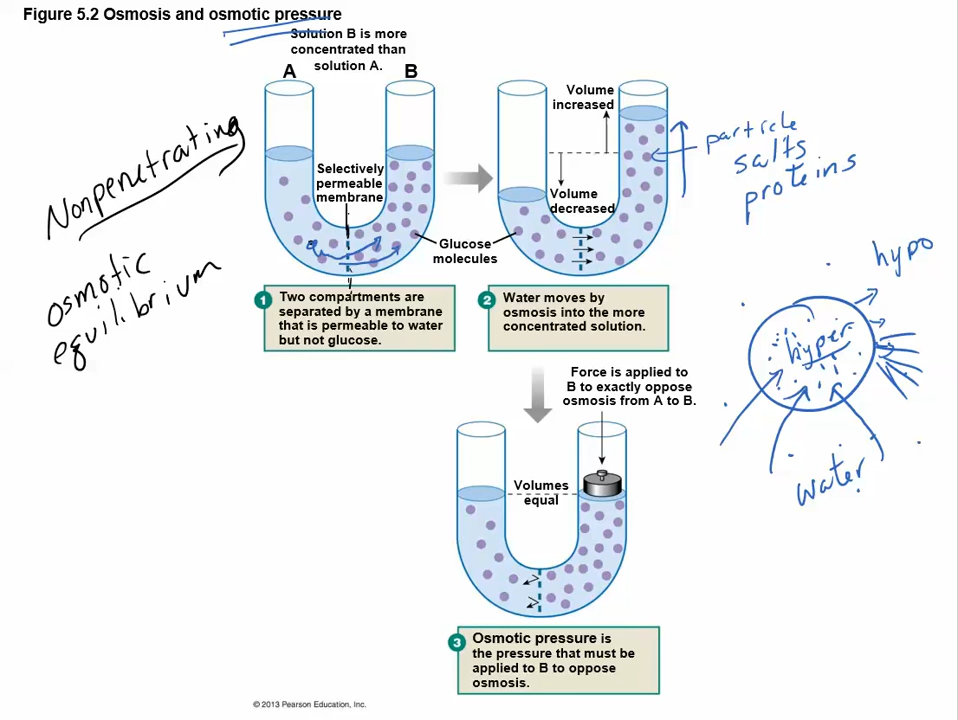 Figure 5.2 Osmosis and osmotic pressure
Solution B is more
concentrated than
solution A.
A
B
Selectively
permeable
membrane
Volume
increased
Volume
decreased
Glucose
molecules
1
Two compartments are
separated by a membrane
that is permeable to water
but not glucose.
2
Water moves by
osmosis into the more
concentrated solution.
Force is applied to
B to exactly oppose
osmosis from A to B.
Volumes
equal
3
Osmotic pressure is
the pressure that must be
applied to B to oppose
osmosis.
Nonpenetrating
osmotic
equilibrium
particle
salts
proteins
hypo
hyper
water
© 2013 Pearson Education, Inc.